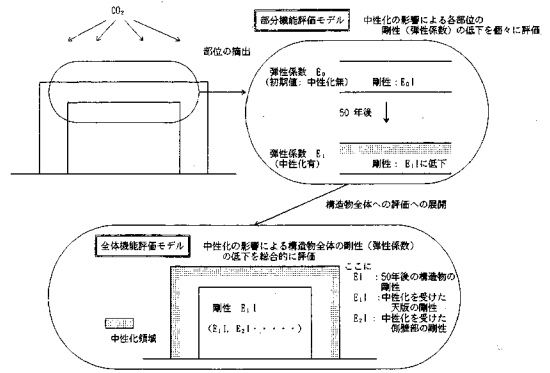 CO₂
部分機能評価モデル
中性化の影響による各部位の
剛性（弾性係数）の低下を個々に評価
部位の摘出
弾性係数 E₀
（初期値：中性化無）
剛性：E₀I
50 年後
弾性係数 E₁
（中性化有）
剛性：E₁Iに低下
構造物全体への評価への展開
全体機能評価モデル
中性化の影響による構造物全体の剛性（弾性係数）
の低下を総合的に評価
ここに
EI ：50年後の構造物の
剛性
E₁I ：中性化を受けた
天版の剛性
E₂I ：中性化を受けた
側壁部の剛性
剛性 E₁I
(E₁I, E₂I・・・・・)
中性化領域